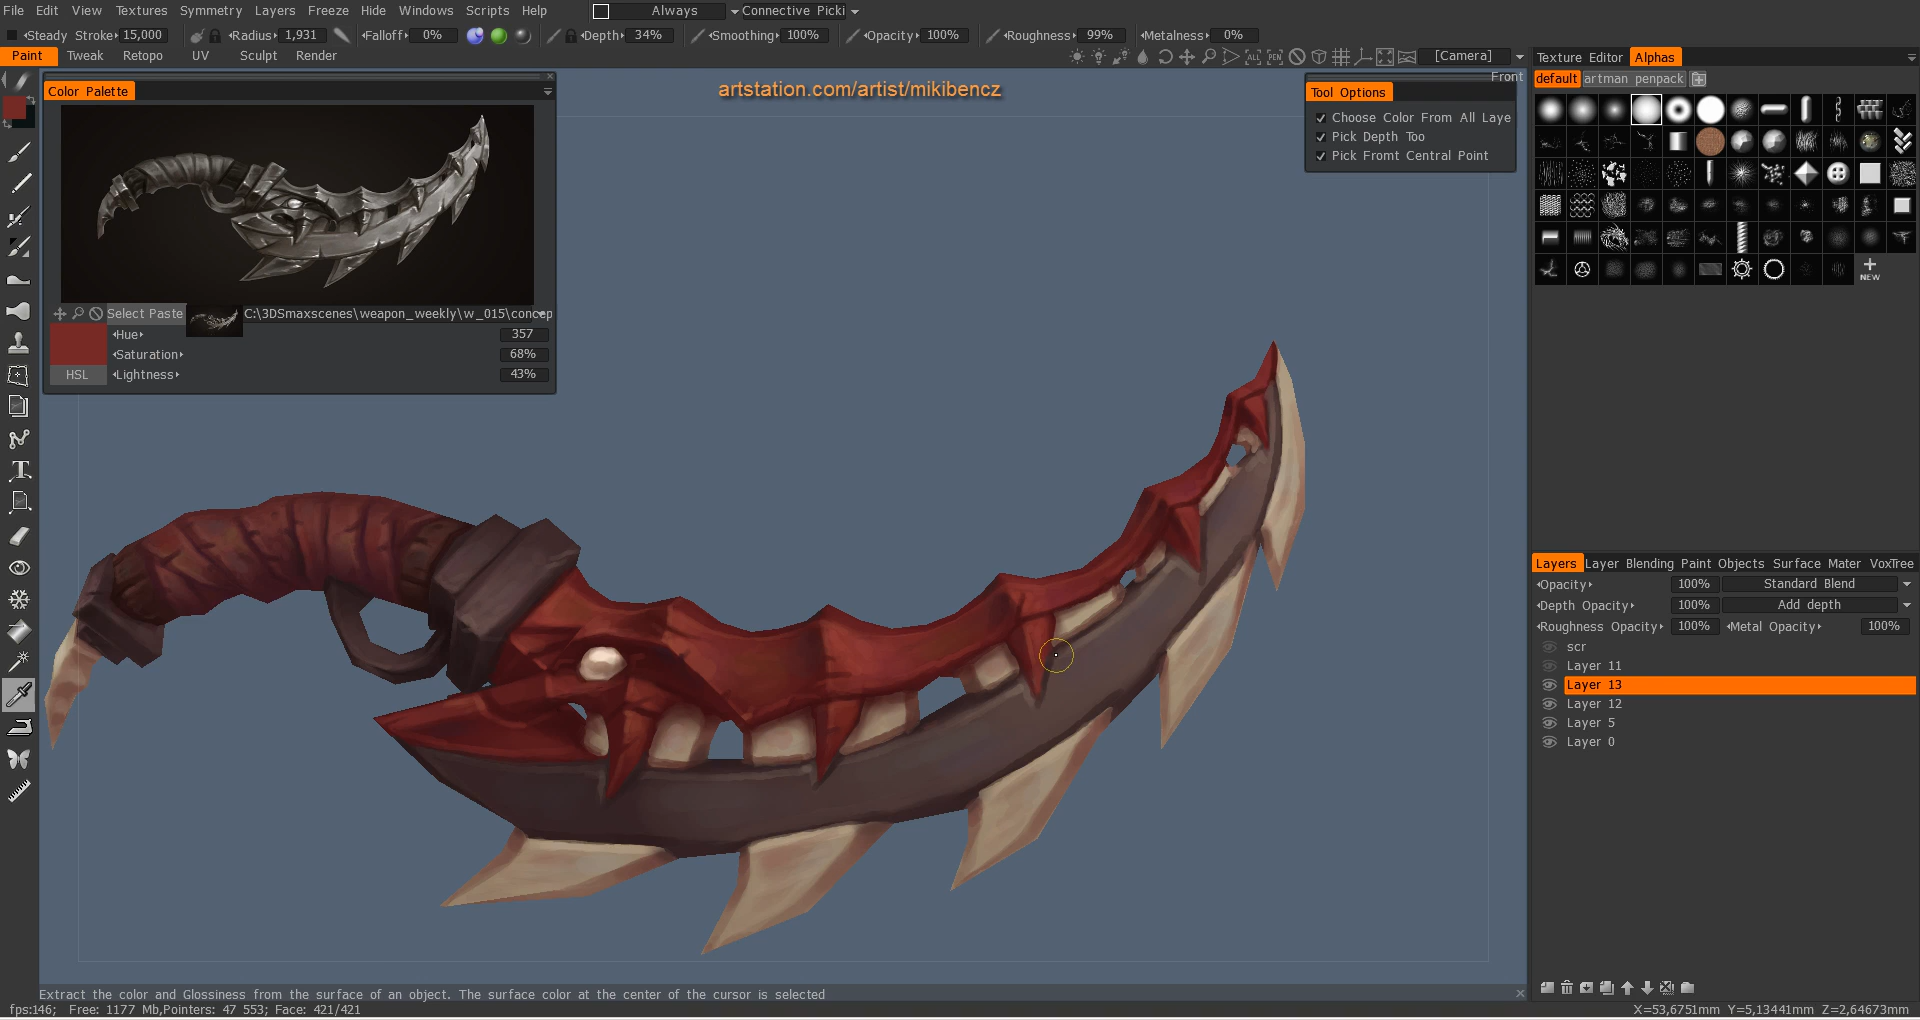 File Edit View Textures Symmetry Layers Freeze Hide Windows Scripts Help Always Connective Picki
Steady Stroke 15,000 Radius 1,931 Falloff 0% Depth 34% Smoothing 100% Opacity 100% Roughness 99% Metalness 0%
Paint Tweak Retopo UV Sculpt Render ALL PEN [Camera]
Front
Color Palette
artstation.com/artist/mikibencz
Tool Options
Choose Color From All Laye
Pick Depth Too
Pick Fromt Central Point
Select Paste C:\3DSmaxscenes\weapon_weekly\w_015\concep
Hue 357
Saturation 68%
HSL Lightness 43%
Texture Editor Alphas
default artman penpack
NEW
Layers Layer Blending Paint Objects Surface Mater VoxTree
Opacity 100% Standard Blend
Depth Opacity 100% Add depth
Roughness Opacity 100% Metal Opacity 100%
scr
Layer 11
Layer 13
Layer 12
Layer 5
Layer 0
Extract the color and Glossiness from the surface of an object. The surface color at the center of the cursor is selected
fps:146; Free: 1177 Mb,Pointers: 47 553; Face: 421/421 X=53,6751mm Y=5,13441mm Z=2,64673mm